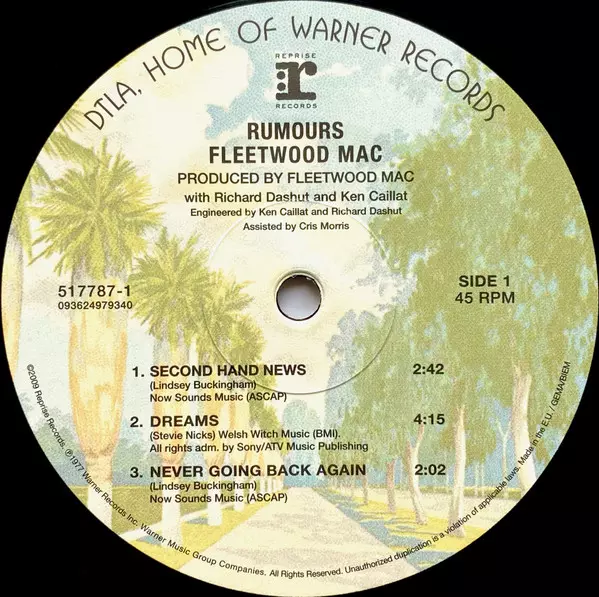 DTLA, HOME OF WARNER RECORDS
REPRISE
r
RECORDS
RUMOURS
FLEETWOOD MAC
PRODUCED BY FLEETWOOD MAC
with Richard Dashut and Ken Caillat
Engineered by Ken Caillat and Richard Dashut
Assisted by Cris Morris
517787-1
093624979340
SIDE 1
45 RPM
1. SECOND HAND NEWS 2:42
(Lindsey Buckingham)
Now Sounds Music (ASCAP)
2. DREAMS 4:15
(Stevie Nicks) Welsh Witch Music (BMI).
All rights adm. by Sony/ATV Music Publishing
3. NEVER GOING BACK AGAIN 2:02
(Lindsey Buckingham)
Now Sounds Music (ASCAP)
©2009 Reprise Records. ℗1977 Warner Records Inc. Warner Music Group Companies. All Rights Reserved. Unauthorized duplication is a violation of applicable laws. Made in the E.U. / GEMA/BIEM